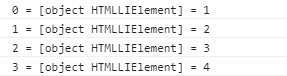 0 = [object HTMLLIElement] = 1
1 = [object HTMLLIElement] = 2
2 = [object HTMLLIElement] = 3
3 = [object HTMLLIElement] = 4